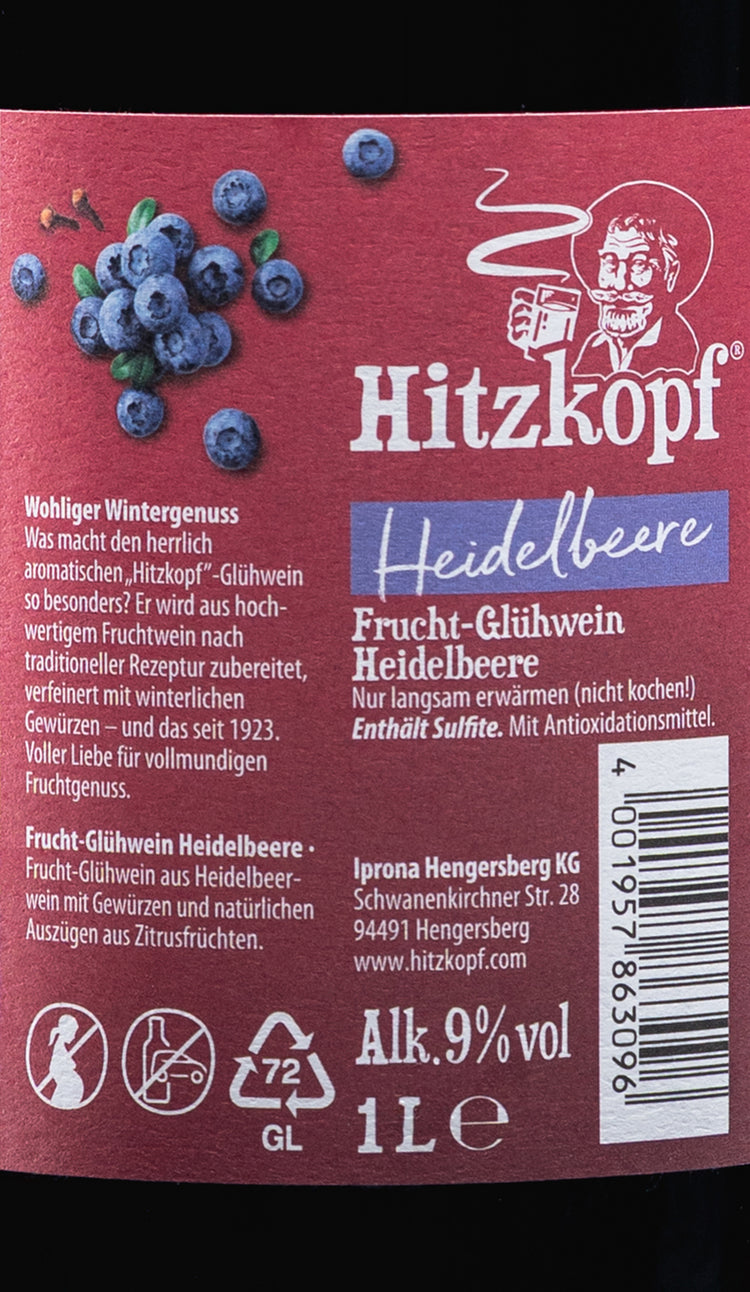 Hitzkopf®
Heidelbeere
Frucht-Glühwein
Heidelbeere
Nur langsam erwärmen (nicht kochen!)
Enthält Sulfite. Mit Antioxidationsmittel.
Wohliger Wintergenuss
Was macht den herrlich
aromatischen „Hitzkopf"-Glühwein
so besonders? Er wird aus hoch-
wertigem Fruchtwein nach
traditioneller Rezeptur zubereitet,
verfeinert mit winterlichen
Gewürzen – und das seit 1923.
Voller Liebe für vollmundigen
Fruchtgenuss.
Frucht-Glühwein Heidelbeere •
Frucht-Glühwein aus Heidelbeer-
wein mit Gewürzen und natürlichen
Auszügen aus Zitrusfrüchten.
Iprona Hengersberg KG
Schwanenkirchner Str. 28
94491 Hengersberg
www.hitzkopf.com
72
GL
Alk. 9% vol
1 L e
4 001957 863096